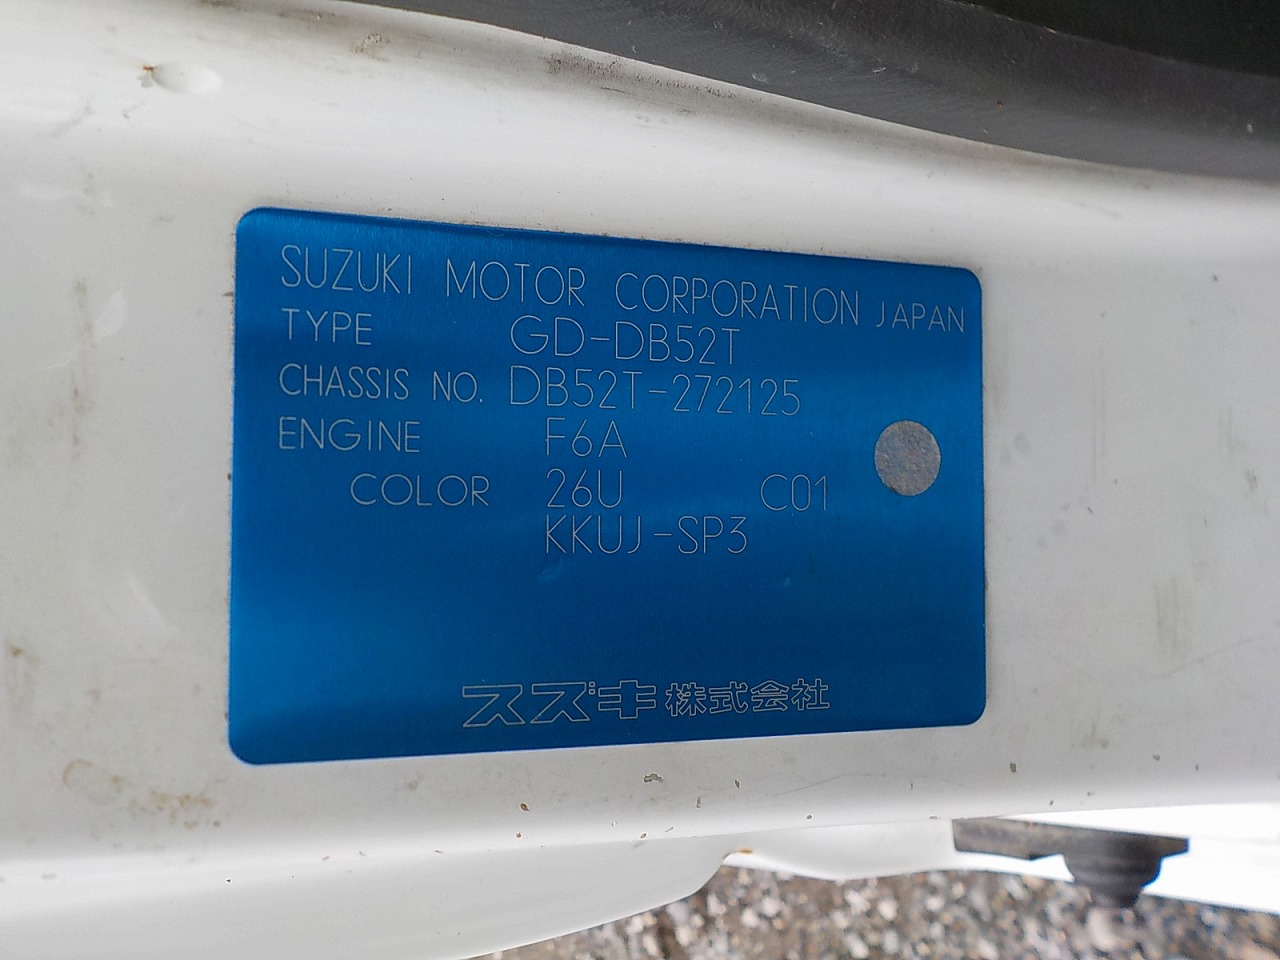 SUZUKI MOTOR CORPORATION JAPAN
TYPE GD-DB52T
CHASSIS NO. DB52T-272125
ENGINE F6A
COLOR 26U C01
KKUJ-SP3
スズキ株式会社